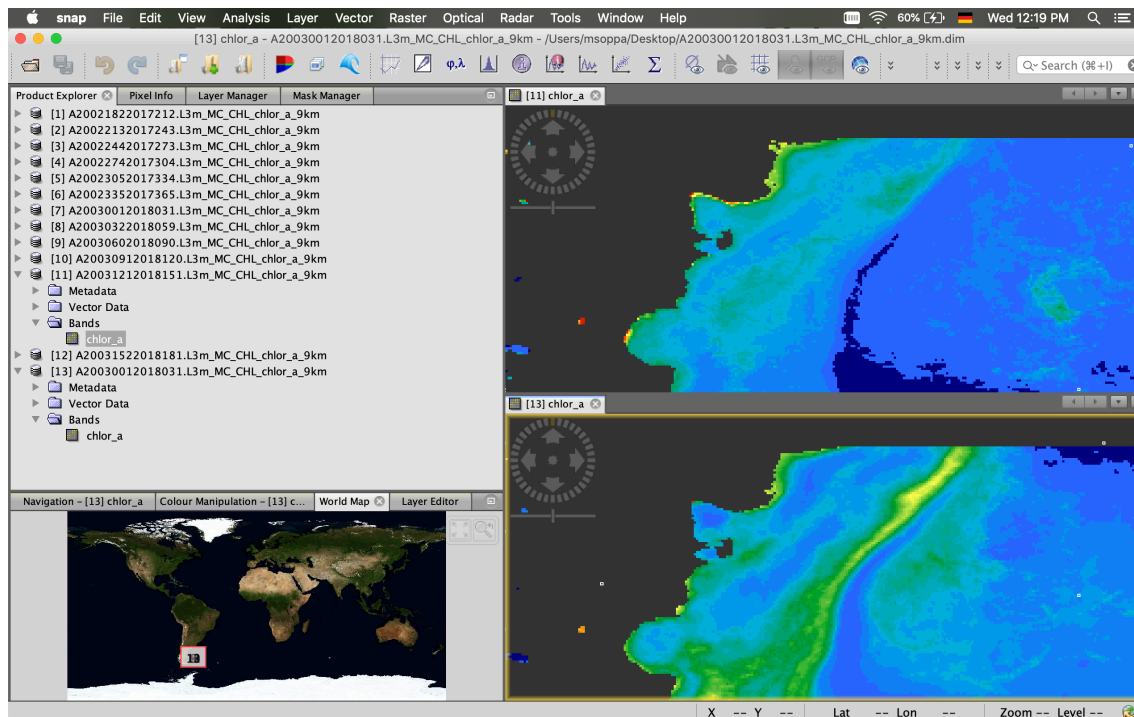 snap File Edit View Analysis Layer Vector Raster Optical Radar Tools Window Help 60% Wed 12:19 PM
[13] chlor_a - A20030012018031.L3m_MC_CHL_chlor_a_9km - /Users/msoppa/Desktop/A20030012018031.L3m_MC_CHL_chlor_a_9km.dim
φ,λ Σ Search (⌘+I)
Product Explorer Pixel Info Layer Manager Mask Manager
[1] A20021822017212.L3m_MC_CHL_chlor_a_9km
[2] A20022132017243.L3m_MC_CHL_chlor_a_9km
[3] A20022442017273.L3m_MC_CHL_chlor_a_9km
[4] A20022742017304.L3m_MC_CHL_chlor_a_9km
[5] A20023052017334.L3m_MC_CHL_chlor_a_9km
[6] A20023352017365.L3m_MC_CHL_chlor_a_9km
[7] A20030012018031.L3m_MC_CHL_chlor_a_9km
[8] A20030322018059.L3m_MC_CHL_chlor_a_9km
[9] A20030602018090.L3m_MC_CHL_chlor_a_9km
[10] A20030912018120.L3m_MC_CHL_chlor_a_9km
[11] A20031212018151.L3m_MC_CHL_chlor_a_9km
Metadata
Vector Data
Bands
chlor_a
[12] A20031522018181.L3m_MC_CHL_chlor_a_9km
[13] A20030012018031.L3m_MC_CHL_chlor_a_9km
Metadata
Vector Data
Bands
chlor_a
Navigation - [13] chlor_a Colour Manipulation - [13] c... World Map Layer Editor
[11] chlor_a
[13] chlor_a
X -- Y -- Lat -- Lon -- Zoom -- Level --